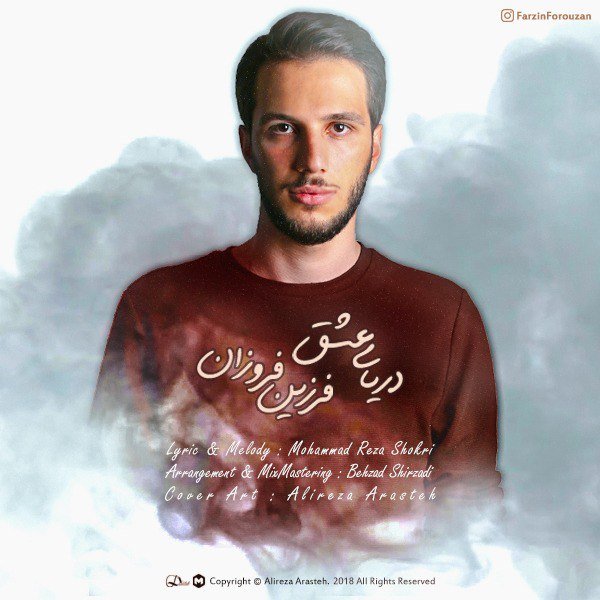 FarzinForouzan
دریای عشق
فرزین فروزان
Lyric & Melody : Mohammad Reza Shokri
Arrangement & MixMastering : Behzad Shirzadi
Cover Art : Alireza Arasteh
M Copyright © Alireza Arasteh. 2018 All Rights Reserved